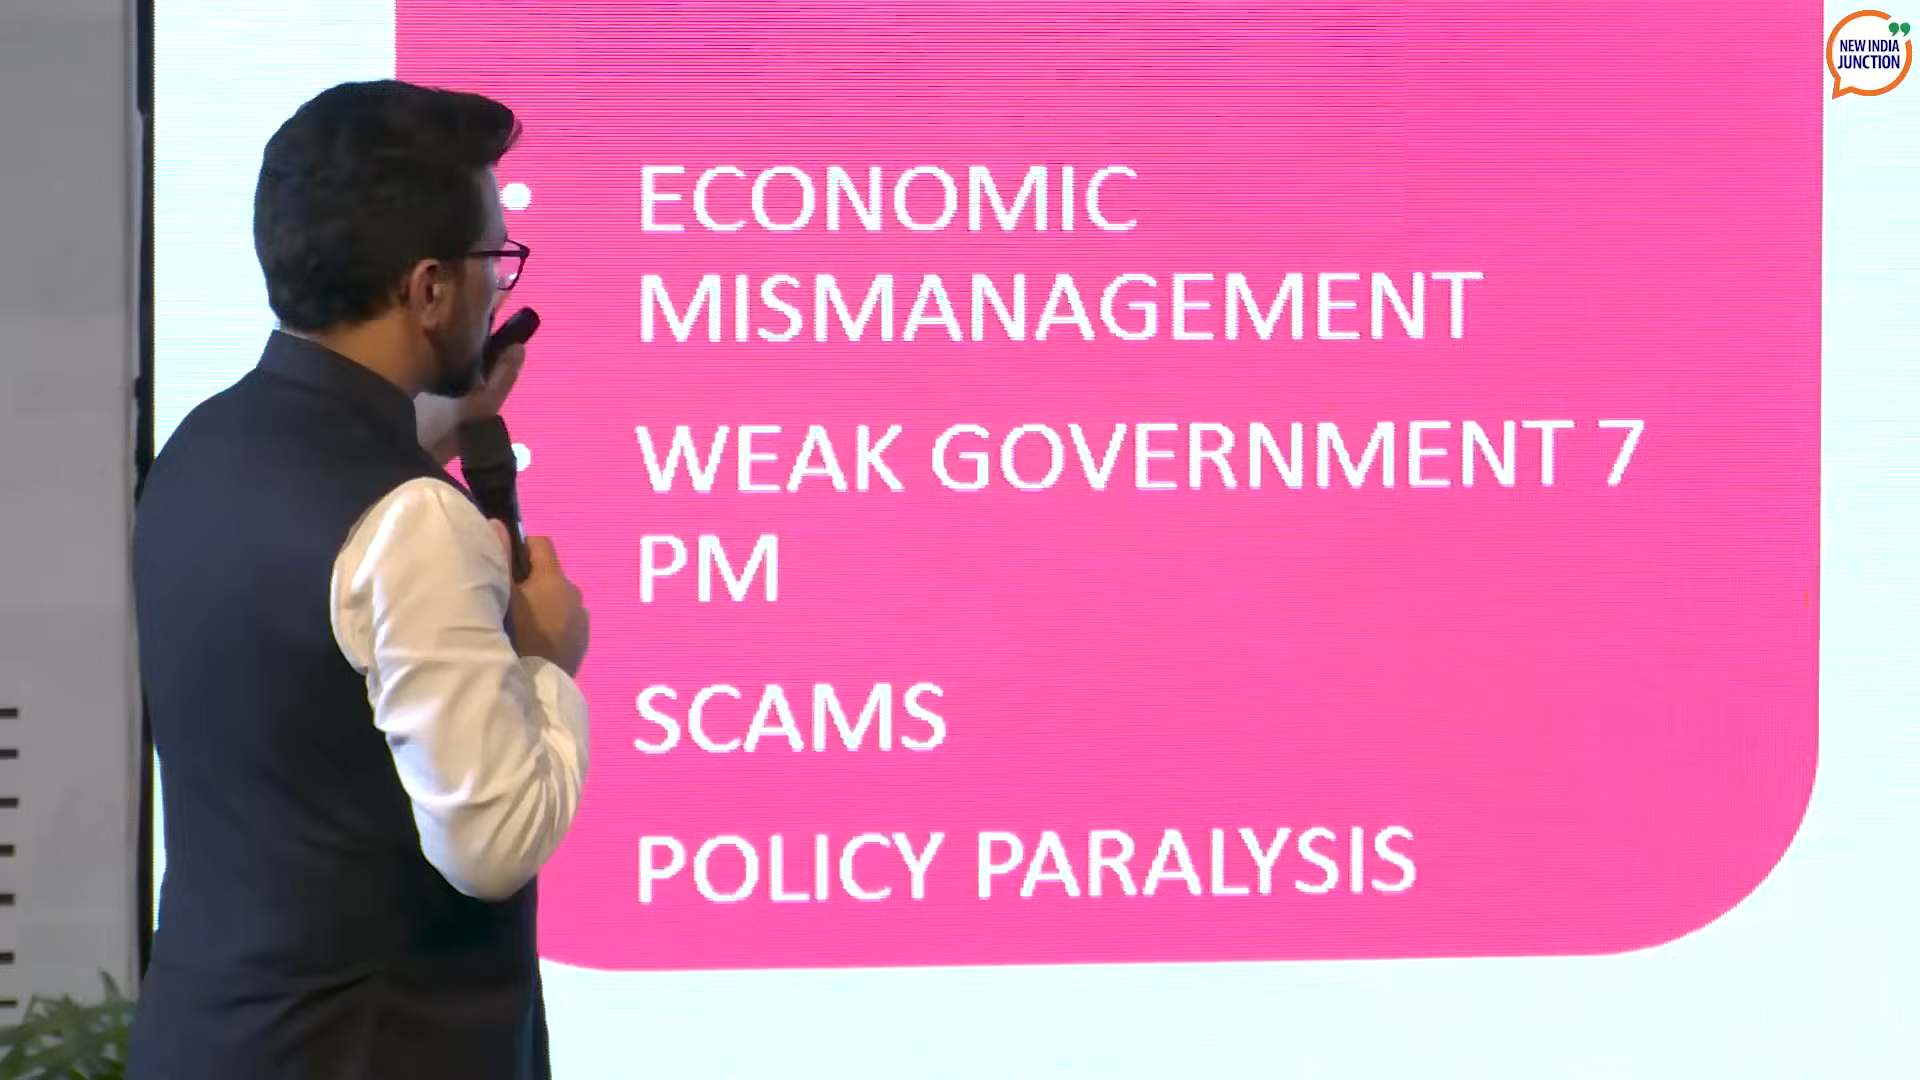 NEW INDIA
JUNCTION
ECONOMIC
MISMANAGEMENT
WEAK GOVERNMENT 7
PM
SCAMS
POLICY PARALYSIS